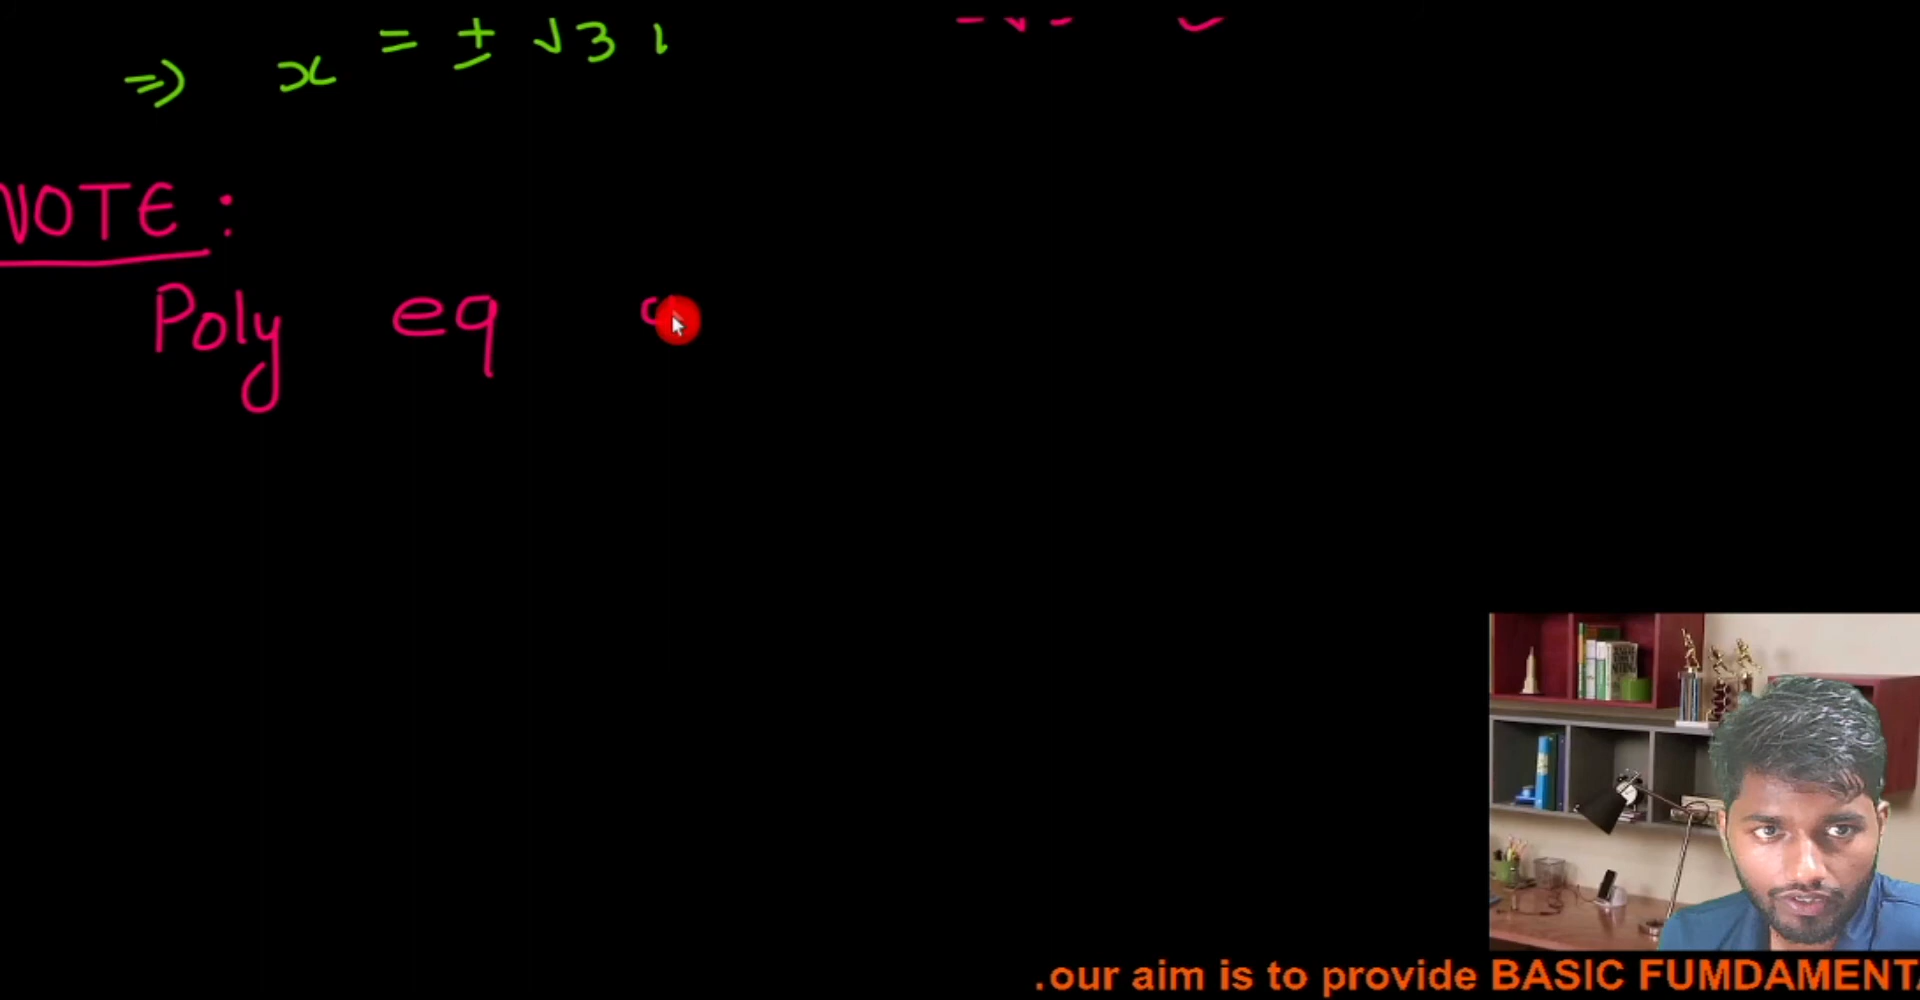 ⇒ x = ± √3 i
NOTE :
Poly eq
.our aim is to provide BASIC FUMDAMENT